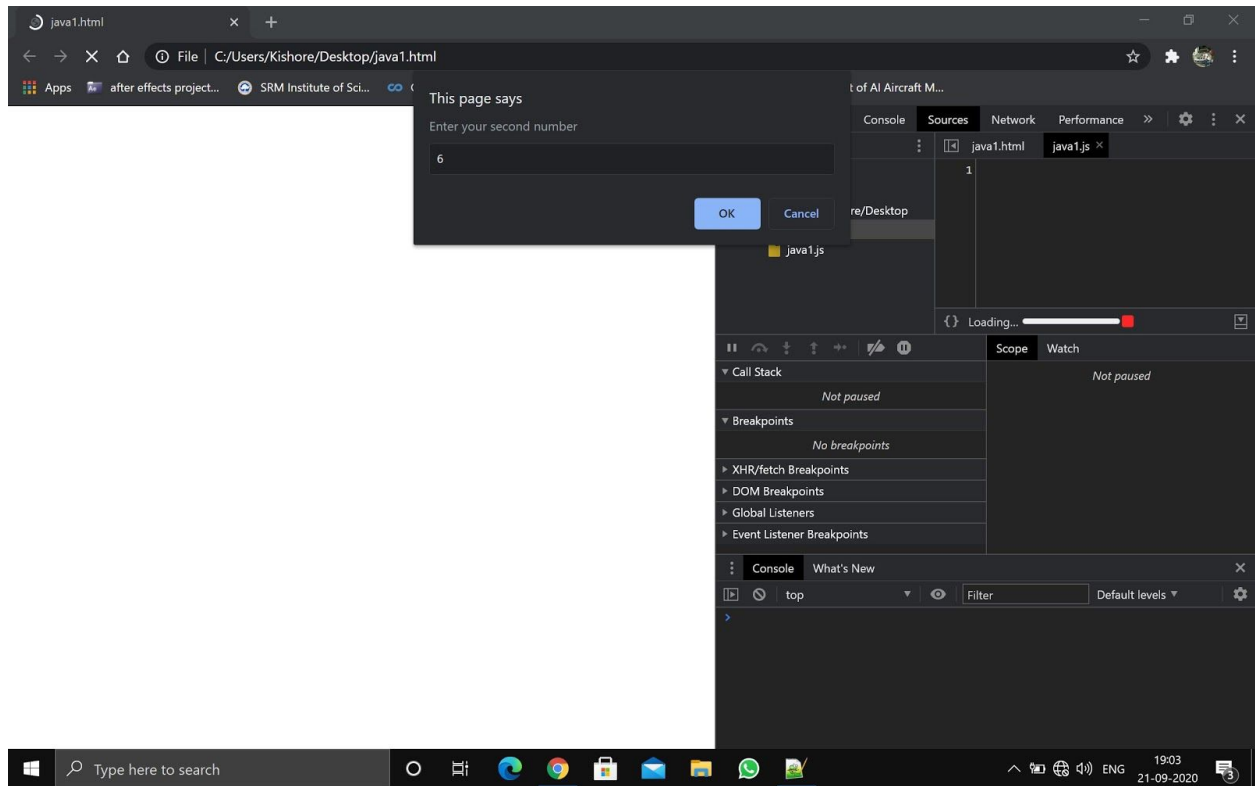 java1.html
File C:/Users/Kishore/Desktop/java1.html
Apps after effects project... SRM Institute of Sci... t of AI Aircraft M...
This page says
Enter your second number
6
OK Cancel
Console Sources Network Performance »
java1.html java1.js
1
re/Desktop
java1.js
{} Loading...
Scope Watch
Call Stack
Not paused
Not paused
Breakpoints
No breakpoints
XHR/fetch Breakpoints
DOM Breakpoints
Global Listeners
Event Listener Breakpoints
Console What's New
top Filter Default levels
Type here to search
ENG 19:03
21-09-2020
3